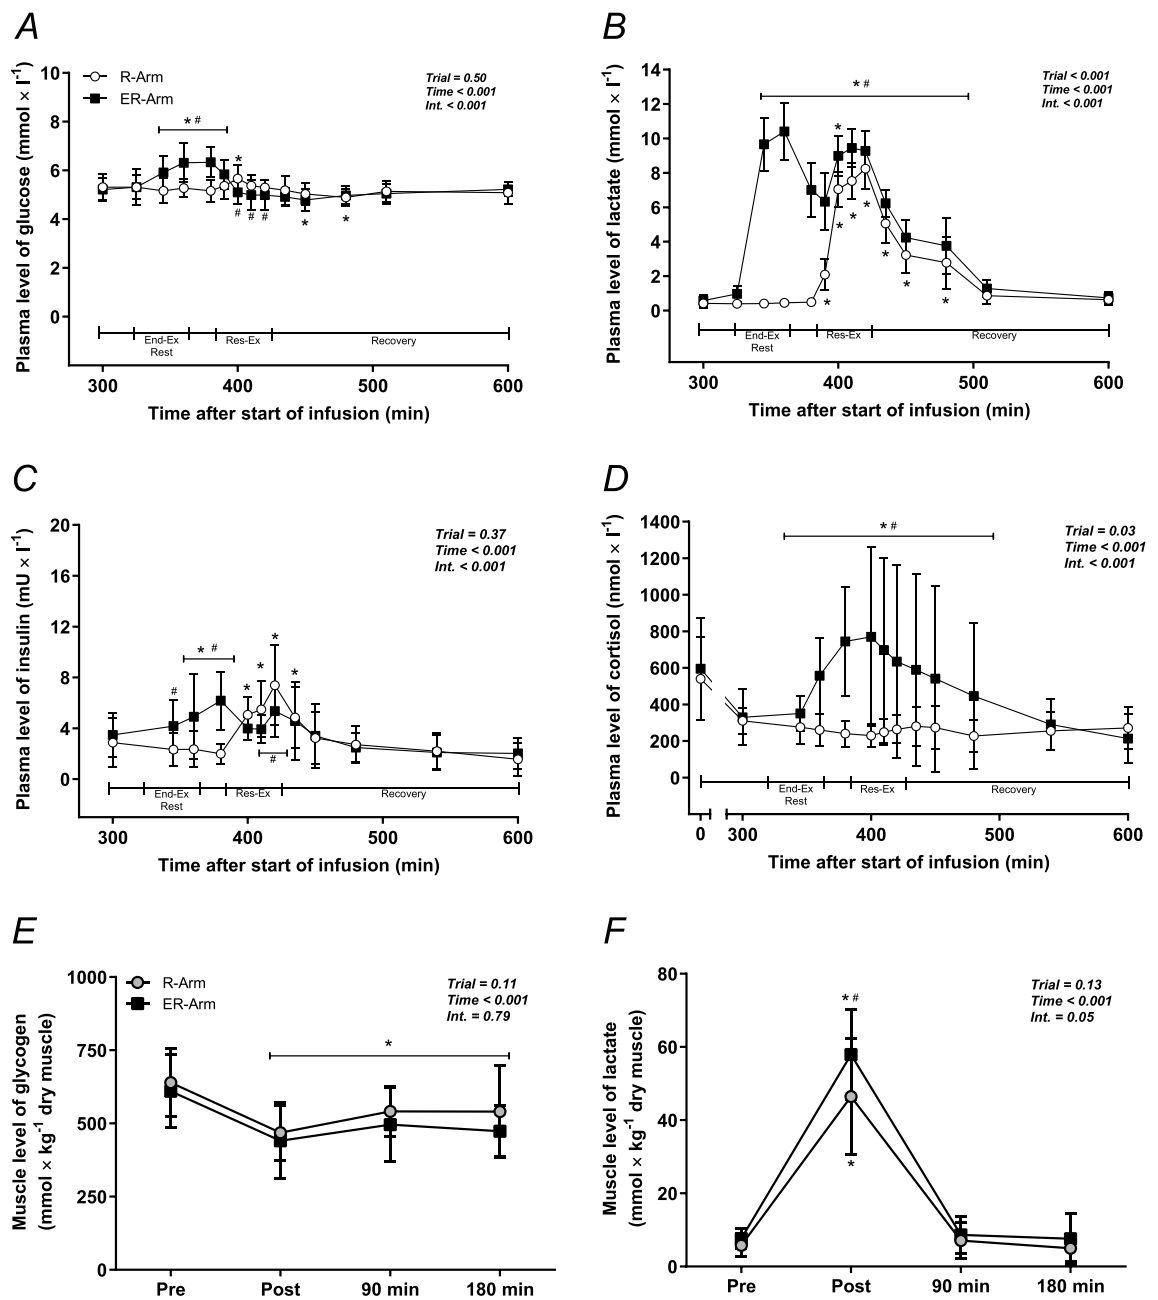 A
R-Arm
ER-Arm
Trial = 0.50
Time < 0.001
Int. < 0.001
* #
*
# # #
* *
Plasma level of glucose (mmol × l-1)
10
8
6
4
2
0
End-Ex
Rest
Res-Ex
Recovery
300 400 500 600
Time after start of infusion (min)
B
Trial < 0.001
Time < 0.001
Int. < 0.001
* #
*
* * * * * * * *
Plasma level of lactate (mmol × l-1)
14
12
10
8
6
4
2
0
End-Ex
Rest
Res-Ex
Recovery
300 400 500 600
Time after start of infusion (min)
C
Trial = 0.37
Time < 0.001
Int. < 0.001
* #
#
* * * *
#
Plasma level of insulin (mU × l-1)
20
16
12
8
4
0
End-Ex
Rest
Res-Ex
Recovery
300 400 500 600
Time after start of infusion (min)
D
Trial = 0.03
Time < 0.001
Int. < 0.001
* #
Plasma level of cortisol (nmol × l-1)
1400
1200
1000
800
600
400
200
0
End-Ex
Rest
Res-Ex
Recovery
0 300 400 500 600
Time after start of infusion (min)
E
R-Arm
ER-Arm
Trial = 0.11
Time < 0.001
Int. = 0.79
*
Muscle level of glycogen
(mmol × kg-1 dry muscle)
1000
750
500
250
0
Pre Post 90 min 180 min
F
Trial = 0.13
Time < 0.001
Int. = 0.05
* #
*
Muscle level of lactate
(mmol × kg-1 dry muscle)
80
60
40
20
0
Pre Post 90 min 180 min